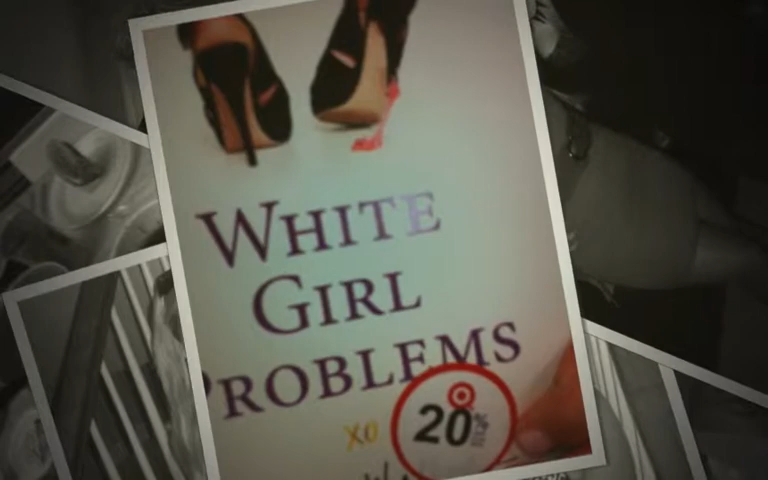 WHITE
GIRL
PROBLEMS
XO
20%